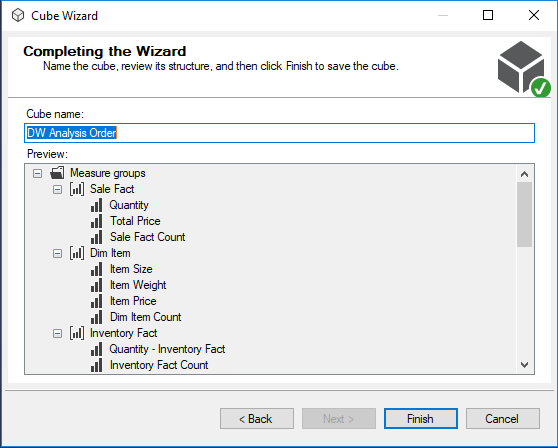 Cube Wizard
Completing the Wizard
Name the cube, review its structure, and then click Finish to save the cube.
Cube name:
DW Analysis Order
Preview:
Measure groups
Sale Fact
Quantity
Total Price
Sale Fact Count
Dim Item
Item Size
Item Weight
Item Price
Dim Item Count
Inventory Fact
Quantity - Inventory Fact
Inventory Fact Count
< Back Next > Finish Cancel